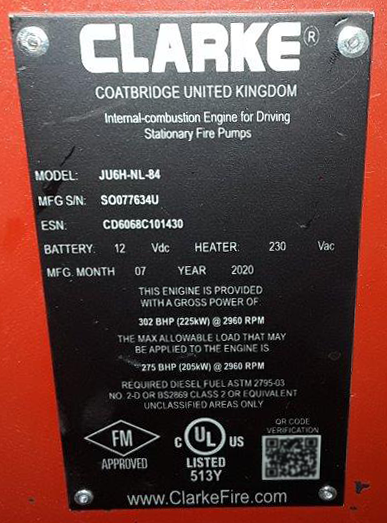 CLARKE®
COATBRIDGE UNITED KINGDOM
Internal-combustion Engine for Driving
Stationary Fire Pumps
MODEL: JU6H-NL-84
MFG S/N: SO077634U
ESN: CD6068C101430
BATTERY: 12 Vdc HEATER: 230 Vac
MFG. MONTH 07 YEAR 2020
THIS ENGINE IS PROVIDED
WITH A GROSS POWER OF:
302 BHP (225kW) @ 2960 RPM
THE MAX ALLOWABLE LOAD THAT MAY
BE APPLIED TO THE ENGINE IS
275 BHP (205kW) @ 2960 RPM
REQUIRED DIESEL FUEL ASTM 2795-03
NO. 2-D OR BS2869 CLASS 2 OR EQUIVALENT
UNCLASSIFIED AREAS ONLY
QR CODE
VERIFICATION
FM
APPROVED
C UL® US
LISTED
513Y
www.ClarkeFire.com